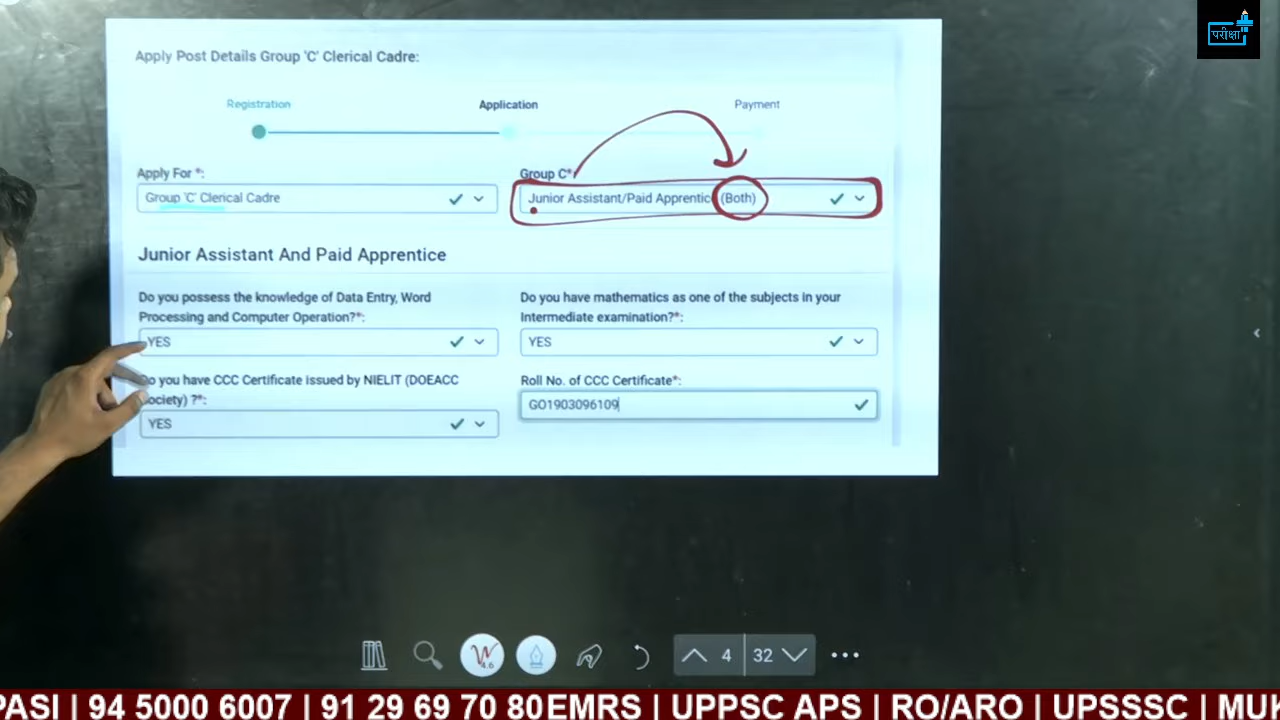 परीक्षा
Apply Post Details Group 'C' Clerical Cadre:
Registration
Application
Payment
Apply For *:
Group C*
Group 'C' Clerical Cadre
Junior Assistant/Paid Apprentic (Both)
Junior Assistant And Paid Apprentice
Do you possess the knowledge of Data Entry, Word
Processing and Computer Operation?*:
Do you have mathematics as one of the subjects in your
Intermediate examination?*:
YES
YES
Do you have CCC Certificate issued by NIELIT (DOEACC
Society) ?*:
Roll No. of CCC Certificate*:
YES
GO1903096109
W
4.6
4
32
PASI | 94 5000 6007 | 91 29 69 70 80EMRS | UPPSC APS | RO/ARO | UPSSSC | MUK